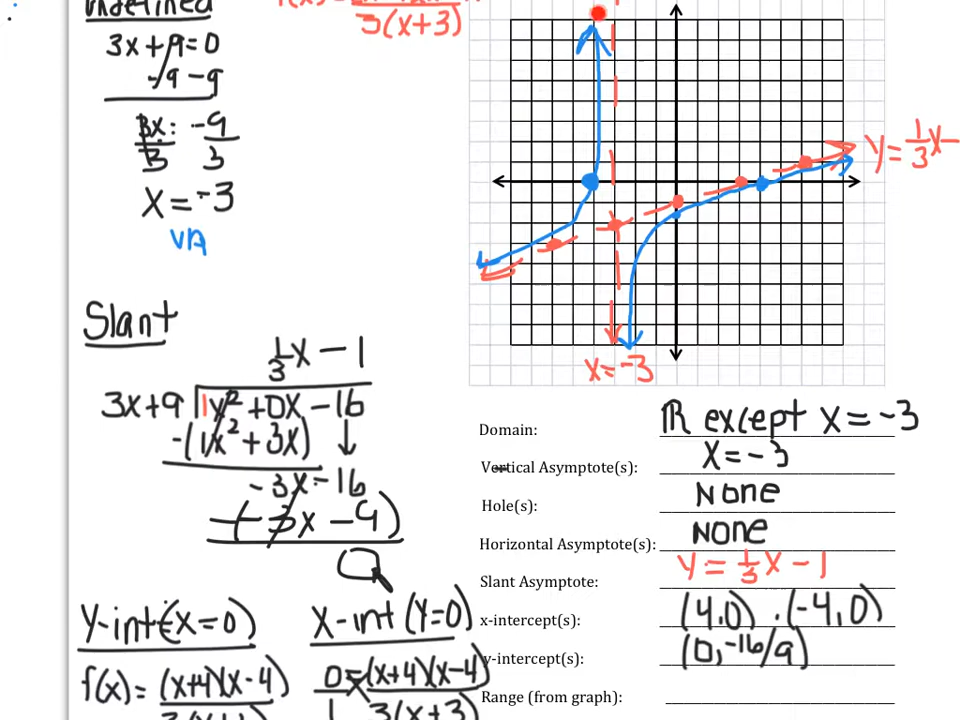 undefined
3x+9=0
-9 -9
3x = -9
3 3
x = -3
VA
3(x+3)
y = 1/3x-
x = -3
Slant
1/3x - 1
3x+9 1x² + 0x - 16
-(1x² + 3x) ↓
-3x - 16
-(-3x - 9)
Y-int (x=0)
f(x) = (x+4)(x-4)
X-int (y=0)
0 = (x+4)(x-4)
1 3(x+3)
Domain: ℝ except x = -3
Vertical Asymptote(s): x = -3
Hole(s): None
Horizontal Asymptote(s): None
Slant Asymptote: y = 1/3x - 1
x-intercept(s): (4,0) , (-4,0)
y-intercept(s): (0, -16/9)
Range (from graph):